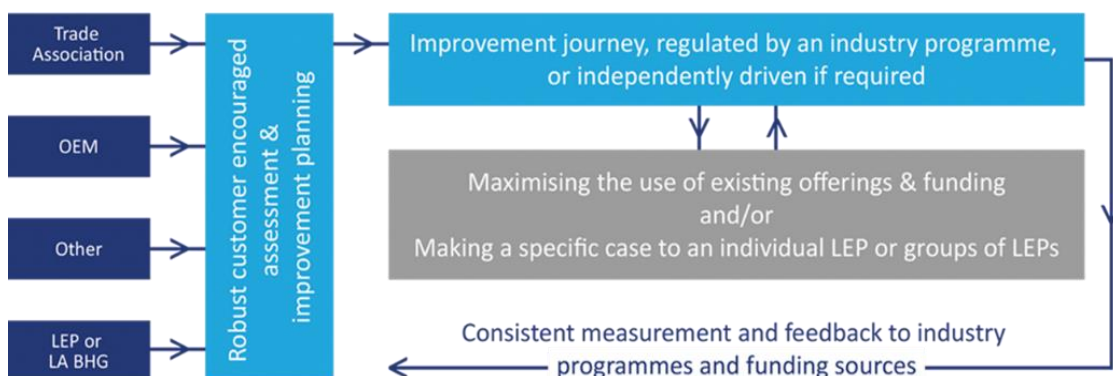 Trade
Association
OEM
Other
LEP or
LA BHG
Robust customer encouraged
assessment &
improvement planning
Improvement journey, regulated by an industry programme,
or independently driven if required
Maximising the use of existing offerings & funding
and/or
Making a specific case to an individual LEP or groups of LEPs
Consistent measurement and feedback to industry
programmes and funding sources